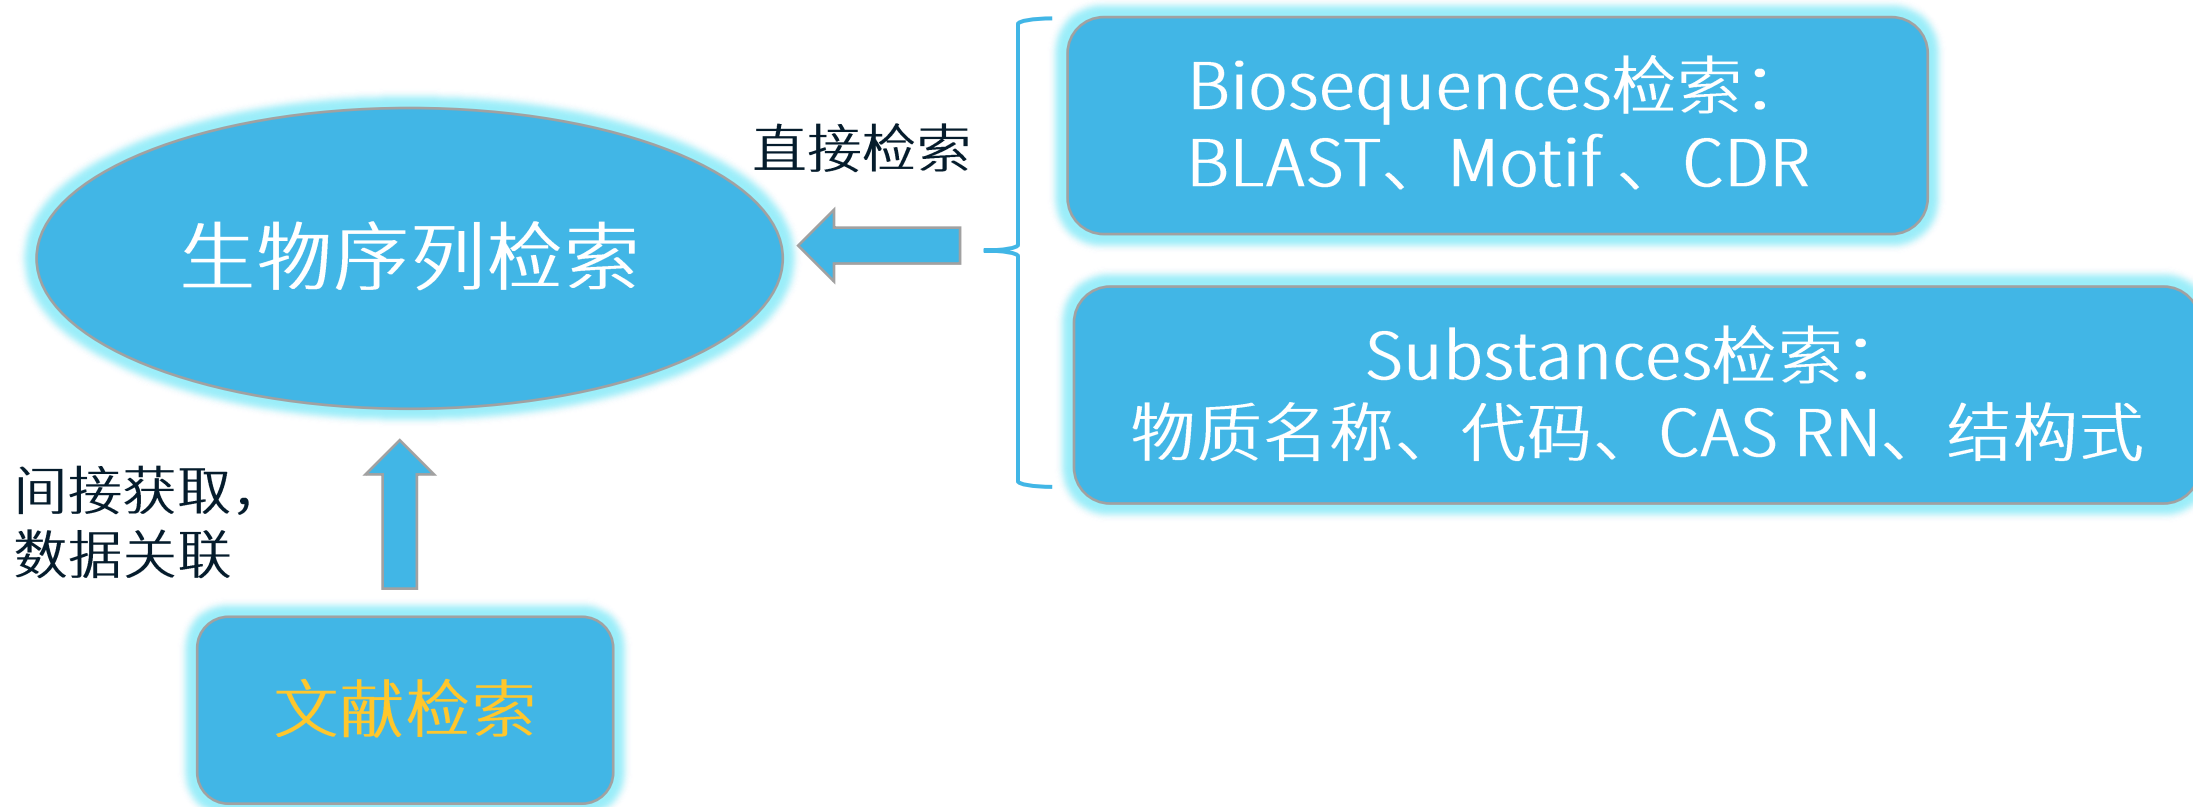 Biosequences检索：
BLAST、Motif 、CDR
直接检索
生物序列检索
Substances检索：
物质名称、代码、CAS RN、结构式
间接获取，
数据关联
文献检索